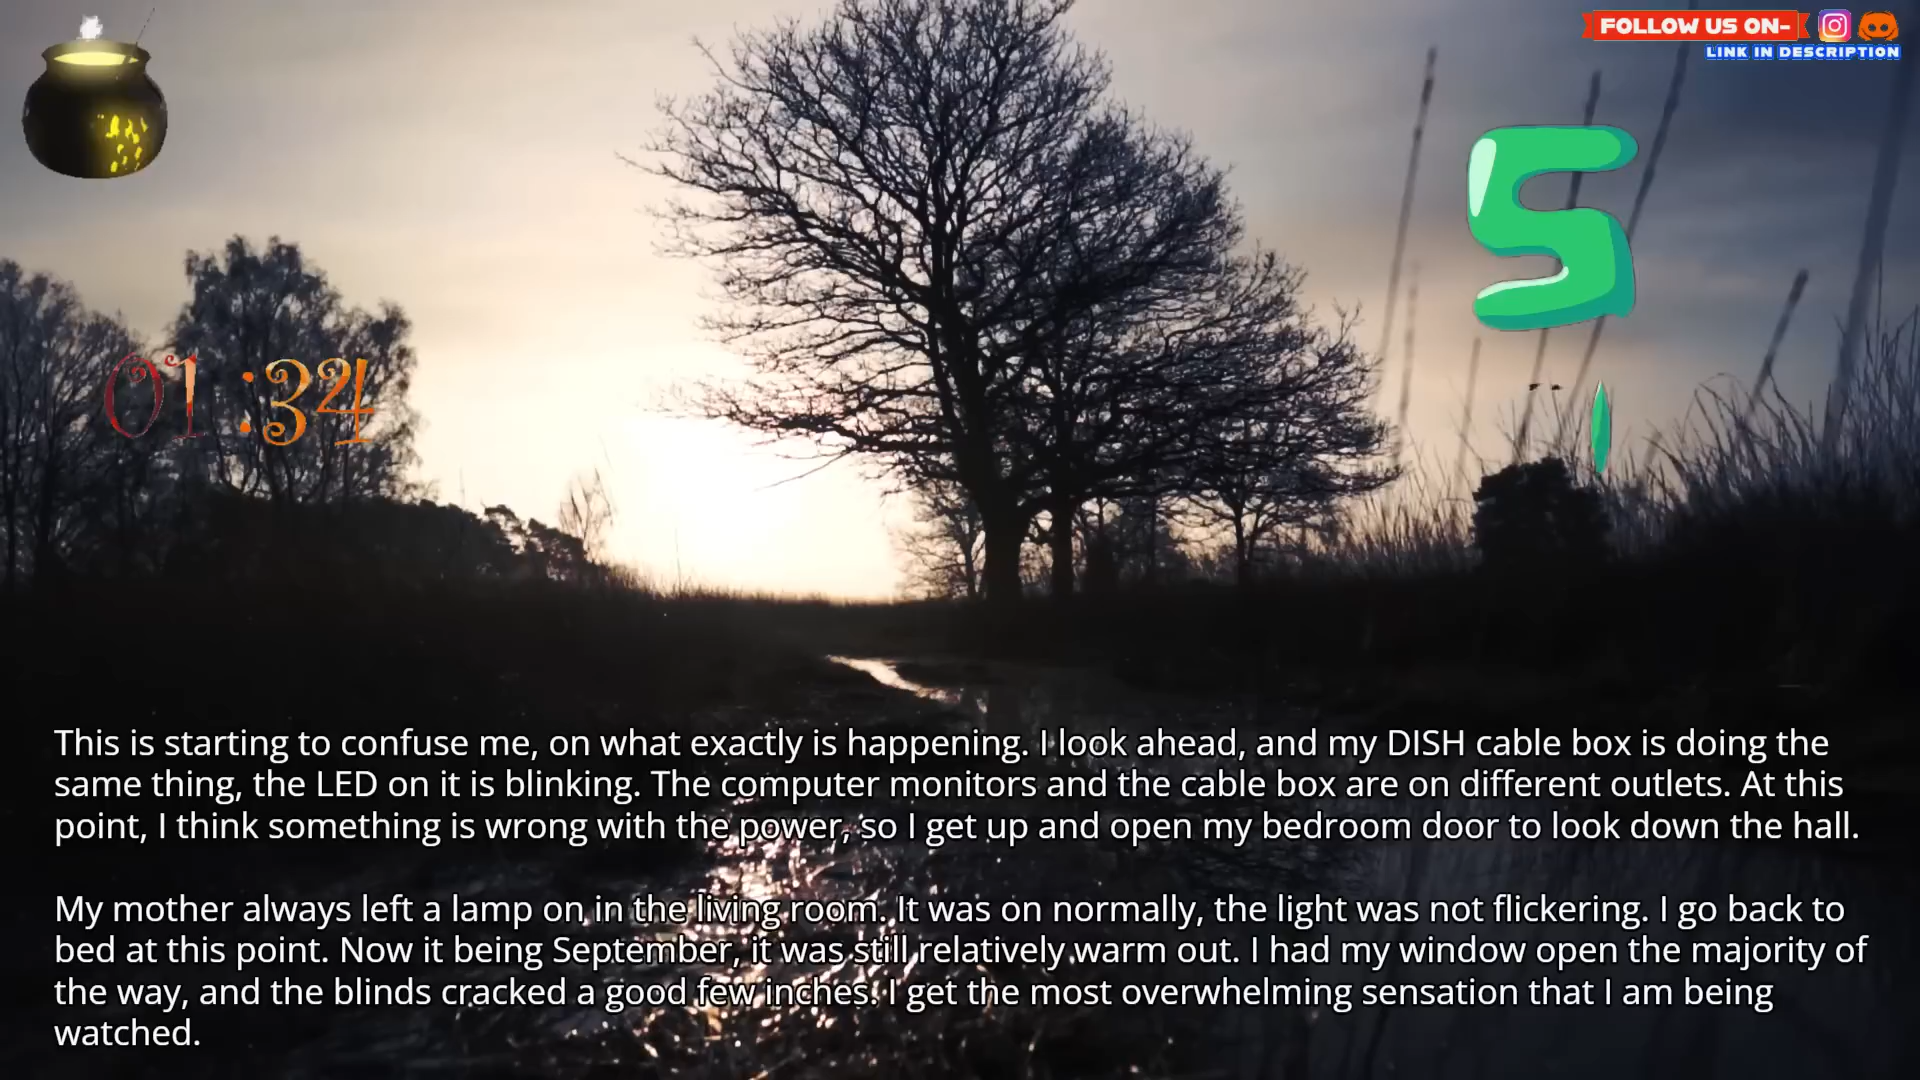 FOLLOW US ON-
LINK IN DESCRIPTION
5
01:34
This is starting to confuse me, on what exactly is happening. I look ahead, and my DISH cable box is doing the
same thing, the LED on it is blinking. The computer monitors and the cable box are on different outlets. At this
point, I think something is wrong with the power, so I get up and open my bedroom door to look down the hall.
My mother always left a lamp on in the living room. It was on normally, the light was not flickering. I go back to
bed at this point. Now it being September, it was still relatively warm out. I had my window open the majority of
the way, and the blinds cracked a good few inches. I get the most overwhelming sensation that I am being
watched.